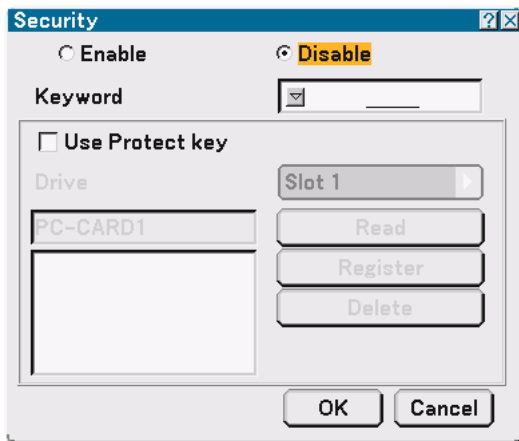 Security
Enable Disable
Keyword
Use Protect key
Drive Slot 1
PC-CARD1 Read
Register
Delete
OK Cancel